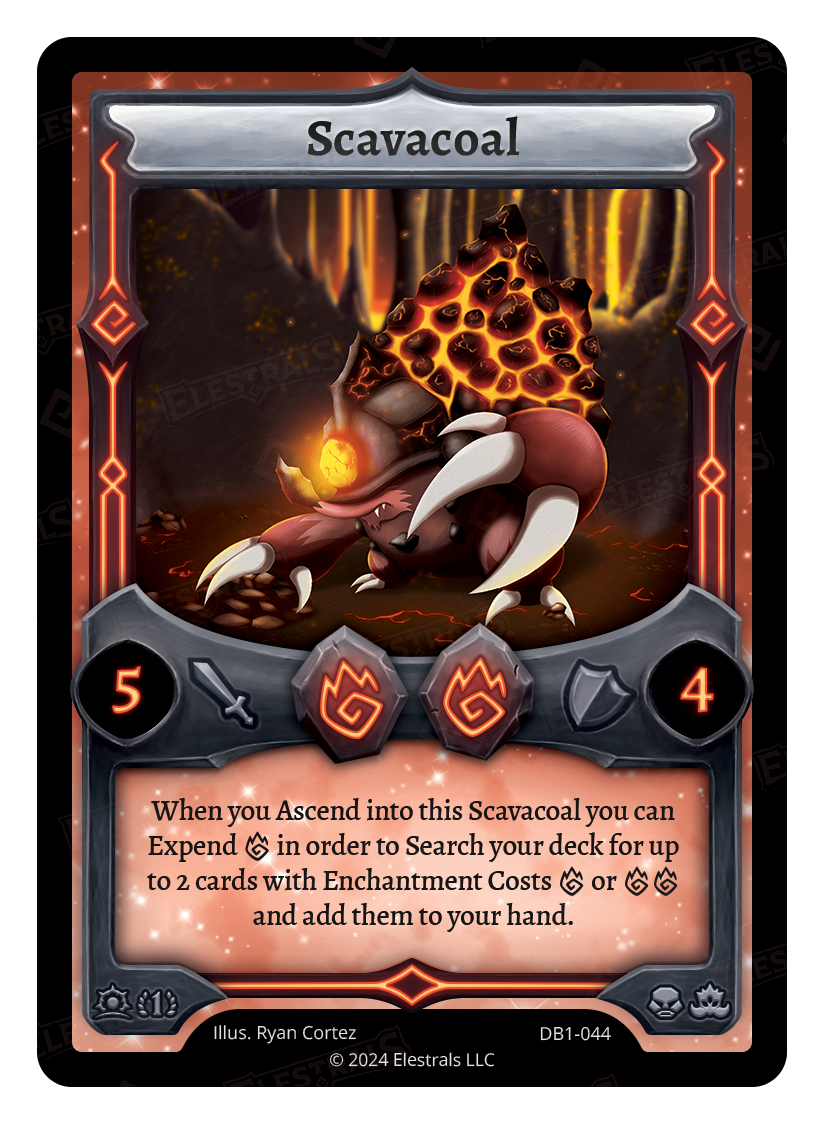 Scavacoal
5 4
When you Ascend into this Scavacoal you can
Expend in order to Search your deck for up
to 2 cards with Enchantment Costs or
and add them to your hand.
1
Illus. Ryan Cortez DB1-044
© 2024 Elestrals LLC